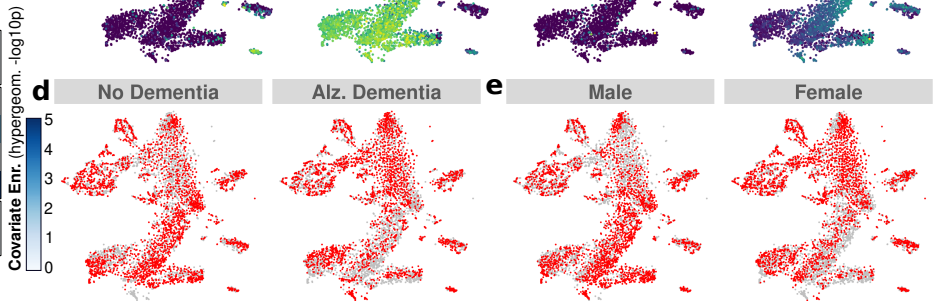 Covariate Enr. (hypergeom. -log10p)
d
No Dementia
Alz. Dementia
e
Male
Female
5
4
3
2
1
0